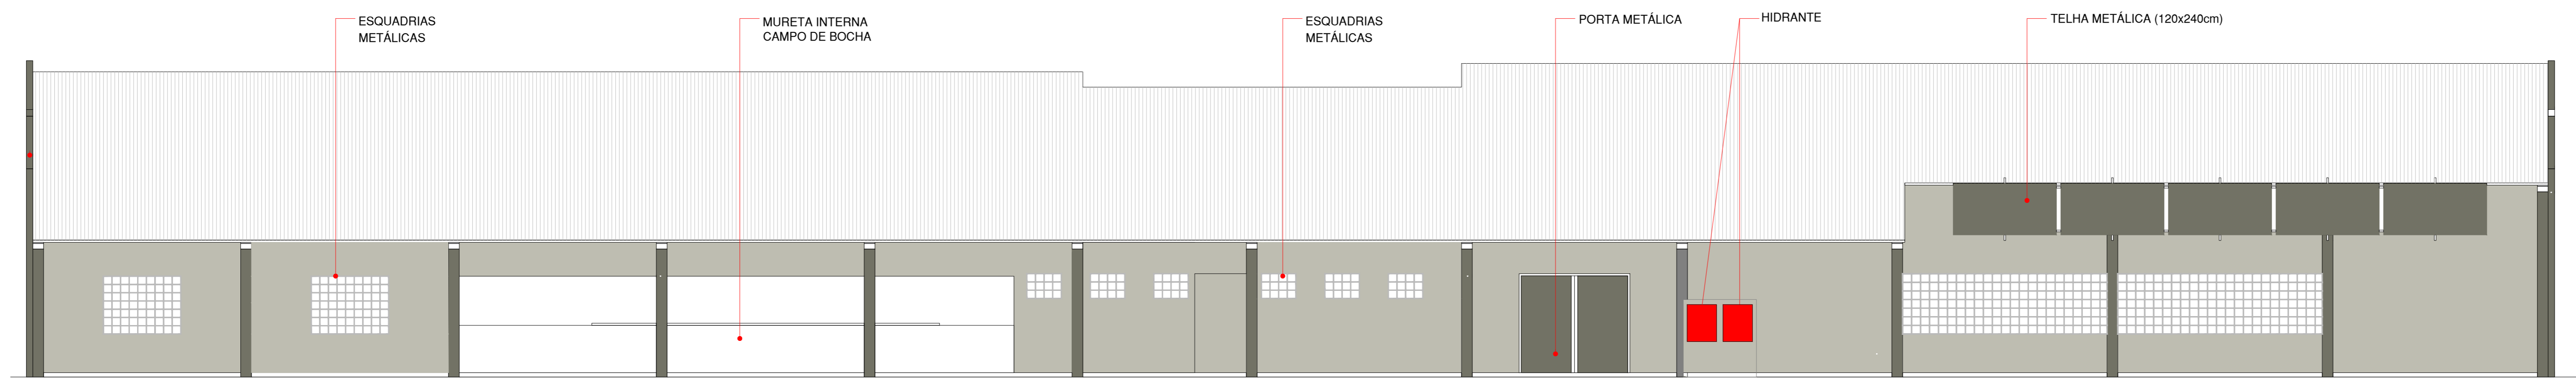 ESQUADRIAS
METÁLICAS
MURETA INTERNA
CAMPO DE BOCHA
ESQUADRIAS
METÁLICAS
PORTA METÁLICA
HIDRANTE
TELHA METÁLICA (120x240cm)